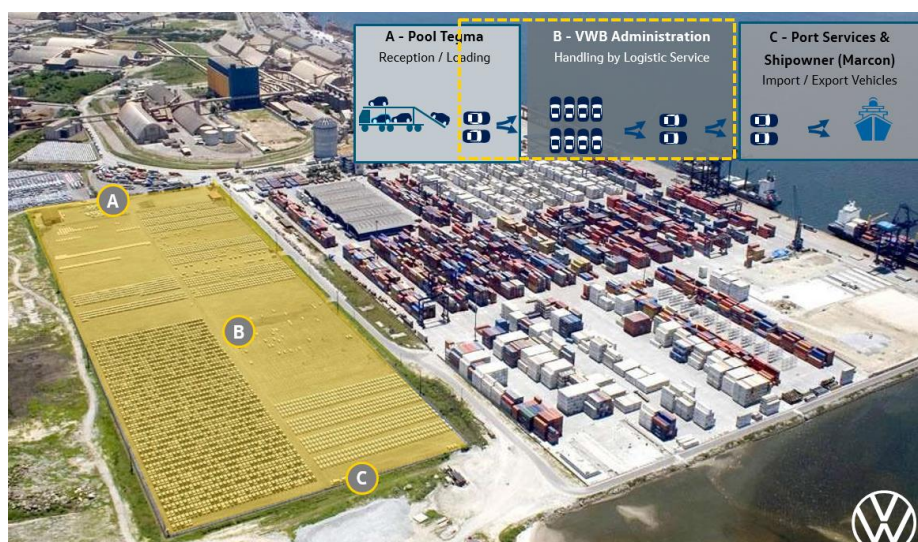 A - Pool Tegma
Reception / Loading
B - VWB Administration
Handling by Logistic Service
C - Port Services &
Shipowner (Marcon)
Import / Export Vehicles
A
B
C